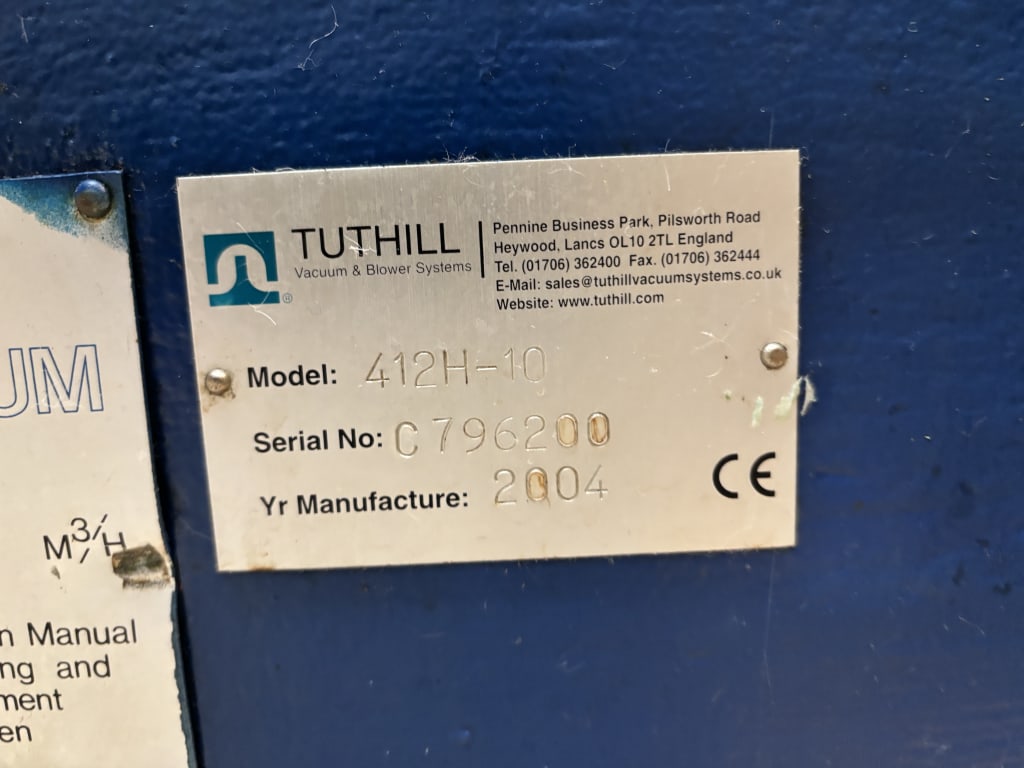 TUTHILL
Vacuum & Blower Systems
®
Pennine Business Park, Pilsworth Road
Heywood, Lancs OL10 2TL England
Tel. (01706) 362400 Fax. (01706) 362444
E-Mail: sales@tuthillvacuumsystems.co.uk
Website: www.tuthill.com
Model: 412H-10
Serial No: C796200
Yr Manufacture: 2004
CE
UM
M³/H
n Manual
ng and
ment
en